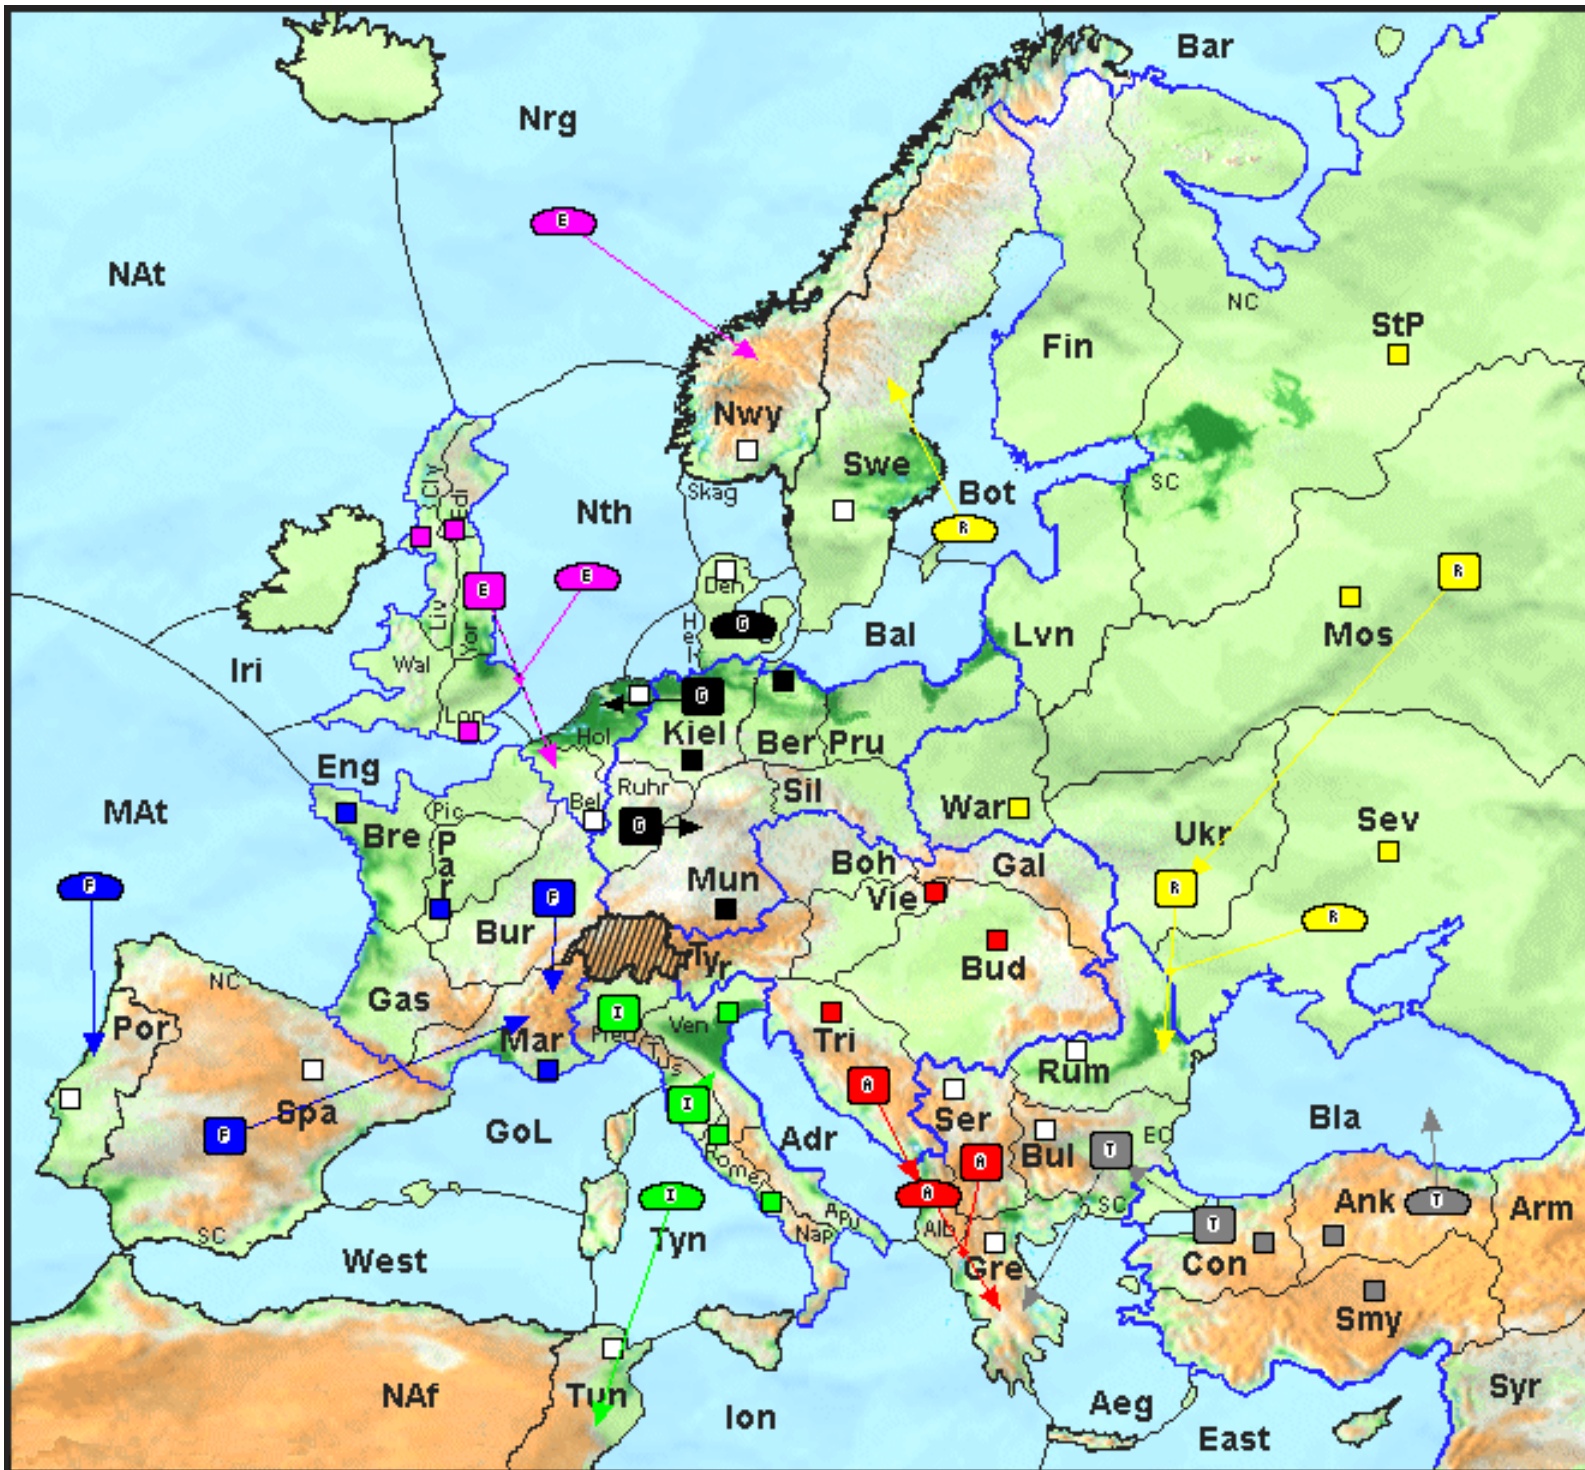 Bar
Nrg
E
NAt
NC
StP
Fin
Nwy
Swe
Skag
Bot
SC
Cly
Edi
Nth
R
E
E
R
Den
G
Hel
Bal
Lvn
Mos
Liv
Yor
Wal
Iri
Lon
G
Hol
Kiel
Ber
Pru
Eng
Ruhr
Sil
MAt
Pic
Bel
War
Bre
Par
G
Ukr
Sev
Boh
Gal
F
F
Mun
Vie
R
R
Bur
Tyr
Bud
NC
Gas
Por
I
Ven
Mar
Pied
Tus
Tri
Rum
Spa
F
I
A
Ser
GoL
Adr
Bul
T
EC
Bla
Rome
A
I
A
SC
Ank
T
Arm
SC
Tyn
Apu
Nap
Alb
T
West
Gre
Con
Smy
NAf
Tun
Ion
Aeg
Syr
East